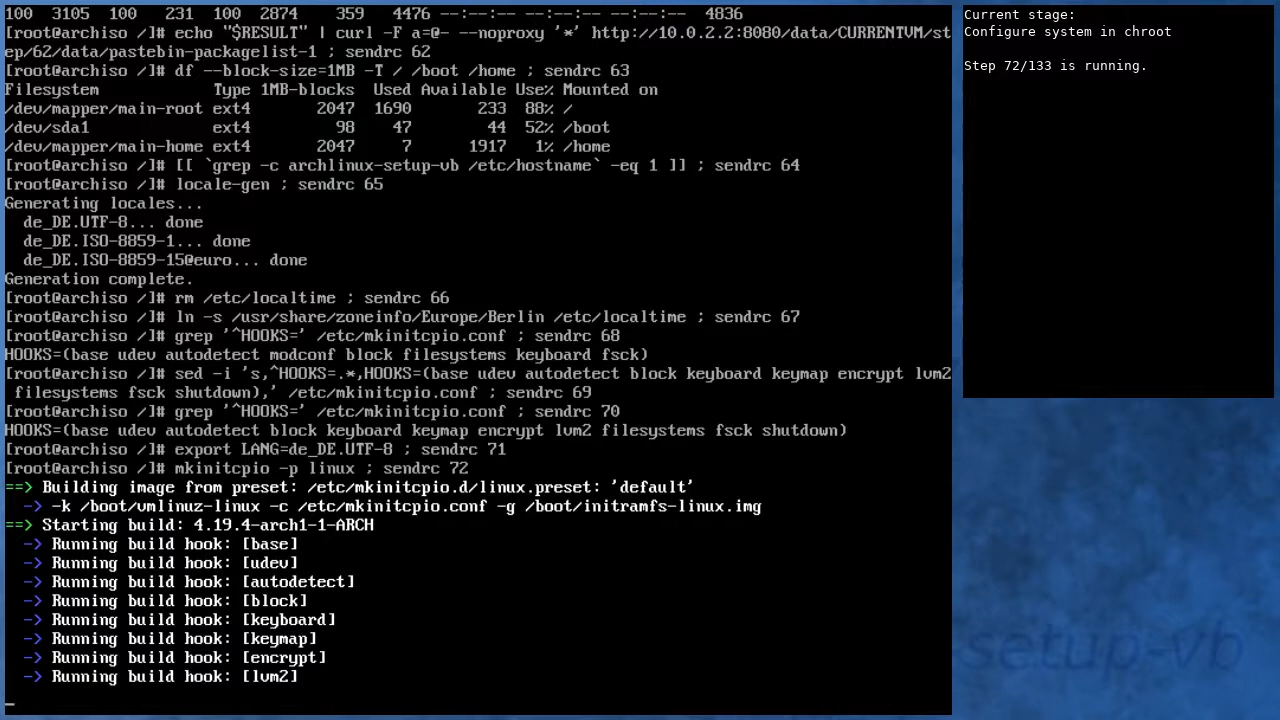 100  3105  100   231  100  2874    359   4476 --:--:-- --:--:-- --:--:--  4836
[root@archiso /]# echo "$RESULT" | curl -F a=@- --noproxy '*' http://10.0.2.2:8080/data/CURRENTVM/st
ep/62/data/pastebin-packagelist-1 ; sendrc 62
[root@archiso /]# df --block-size=1MB -T / /boot /home ; sendrc 63
Filesystem            Type 1MB-blocks  Used Available Use% Mounted on
/dev/mapper/main-root ext4       2047  1690       233  88% /
/dev/sda1             ext4         98    47        44  52% /boot
/dev/mapper/main-home ext4       2047     7      1917   1% /home
[root@archiso /]# [[ `grep -c archlinux-setup-vb /etc/hostname` -eq 1 ]] ; sendrc 64
[root@archiso /]# locale-gen ; sendrc 65
Generating locales...
  de_DE.UTF-8... done
  de_DE.ISO-8859-1... done
  de_DE.ISO-8859-15@euro... done
Generation complete.
[root@archiso /]# rm /etc/localtime ; sendrc 66
[root@archiso /]# ln -s /usr/share/zoneinfo/Europe/Berlin /etc/localtime ; sendrc 67
[root@archiso /]# grep '^HOOKS=' /etc/mkinitcpio.conf ; sendrc 68
HOOKS=(base udev autodetect modconf block filesystems keyboard fsck)
[root@archiso /]# sed -i 's,^HOOKS=.*,HOOKS=(base udev autodetect block keyboard keymap encrypt lvm2
 filesystems fsck shutdown),' /etc/mkinitcpio.conf ; sendrc 69
[root@archiso /]# grep '^HOOKS=' /etc/mkinitcpio.conf ; sendrc 70
HOOKS=(base udev autodetect block keyboard keymap encrypt lvm2 filesystems fsck shutdown)
[root@archiso /]# export LANG=de_DE.UTF-8 ; sendrc 71
[root@archiso /]# mkinitcpio -p linux ; sendrc 72
==> Building image from preset: /etc/mkinitcpio.d/linux.preset: 'default'
  -> -k /boot/vmlinuz-linux -c /etc/mkinitcpio.conf -g /boot/initramfs-linux.img
==> Starting build: 4.19.4-arch1-1-ARCH
  -> Running build hook: [base]
  -> Running build hook: [udev]
  -> Running build hook: [autodetect]
  -> Running build hook: [block]
  -> Running build hook: [keyboard]
  -> Running build hook: [keymap]
  -> Running build hook: [encrypt]
  -> Running build hook: [lvm2]
_
Current stage:
Configure system in chroot
Step 72/133 is running.
setup-vb